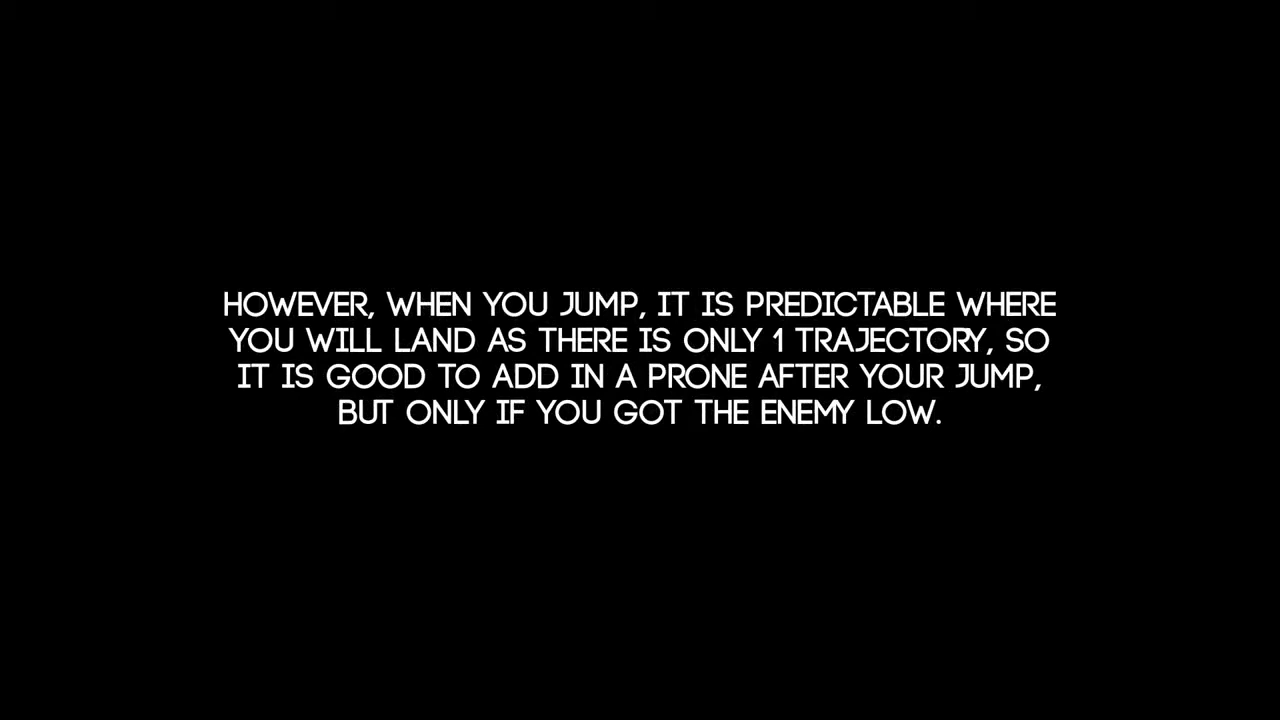 HOWEVER, WHEN YOU JUMP, IT IS PREDICTABLE WHERE
YOU WILL LAND AS THERE IS ONLY 1 TRAJECTORY, SO
IT IS GOOD TO ADD IN A PRONE AFTER YOUR JUMP,
BUT ONLY IF YOU GOT THE ENEMY LOW.